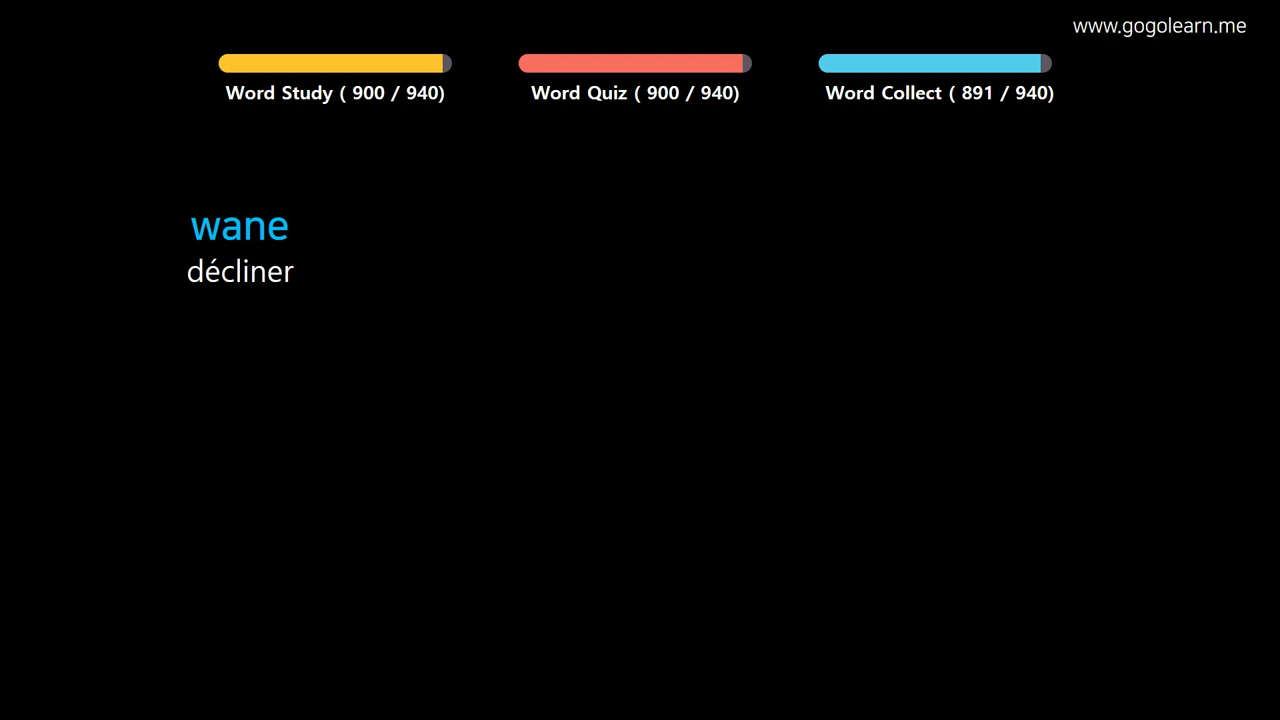 www.gogolearn.me
Word Study ( 900 / 940)
Word Quiz ( 900 / 940)
Word Collect ( 891 / 940)
wane
décliner